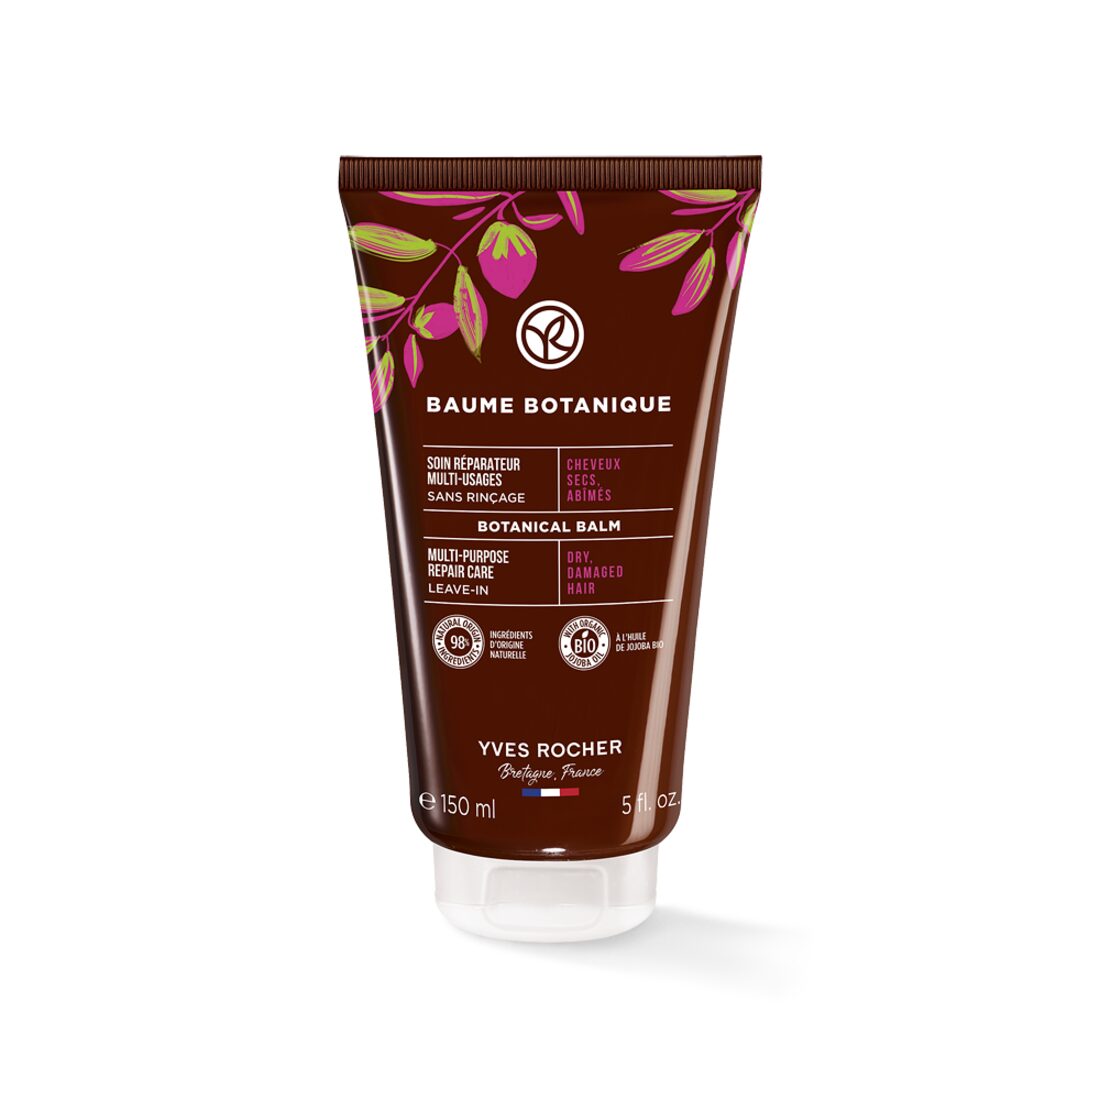 BAUME BOTANIQUE
SOIN RÉPARATEUR
MULTI-USAGES
SANS RINÇAGE
CHEVEUX
SECS,
ABÎMÉS
BOTANICAL BALM
MULTI-PURPOSE
REPAIR CARE
LEAVE-IN
DRY,
DAMAGED
HAIR
NATURAL ORIGIN
98%
INGREDIENTS
INGRÉDIENTS
D'ORIGINE
NATURELLE
WITH ORGANIC
BIO
JOJOBA OIL
À L'HUILE
DE JOJOBA BIO
YVES ROCHER
Bretagne, France
℮ 150 ml
5 fl. oz.